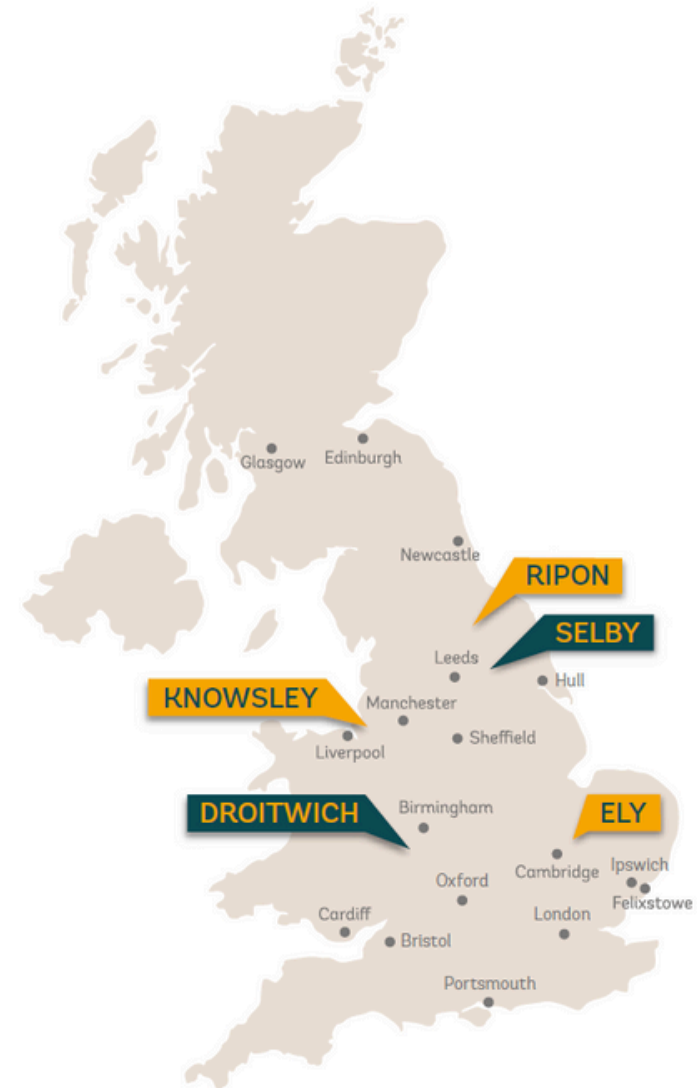 Glasgow
Edinburgh
Newcastle
RIPON
SELBY
Leeds
Hull
KNOWSLEY
Manchester
Sheffield
Liverpool
DROITWICH
Birmingham
ELY
Cambridge
Ipswich
Oxford
Felixstowe
Cardiff
London
Bristol
Portsmouth